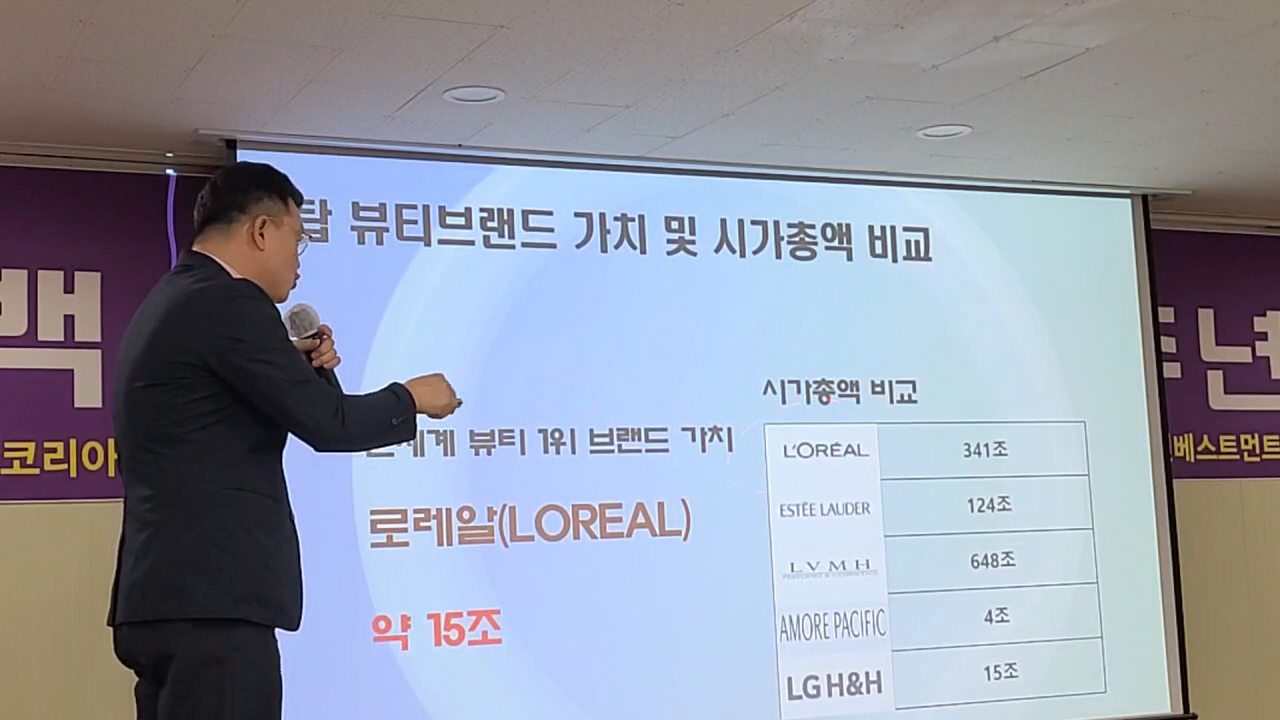 탑 뷰티브랜드 가치 및 시가총액 비교
백
년
코리아
베스트먼트
시가총액 비교
뷰티 1위 브랜드 가치
로레알(LOREAL)
약 15조
L'ORÉAL 341조
ESTĒE LAUDER 124조
LVMH 648조
AMORE PACIFIC 4조
LG H&H 15조